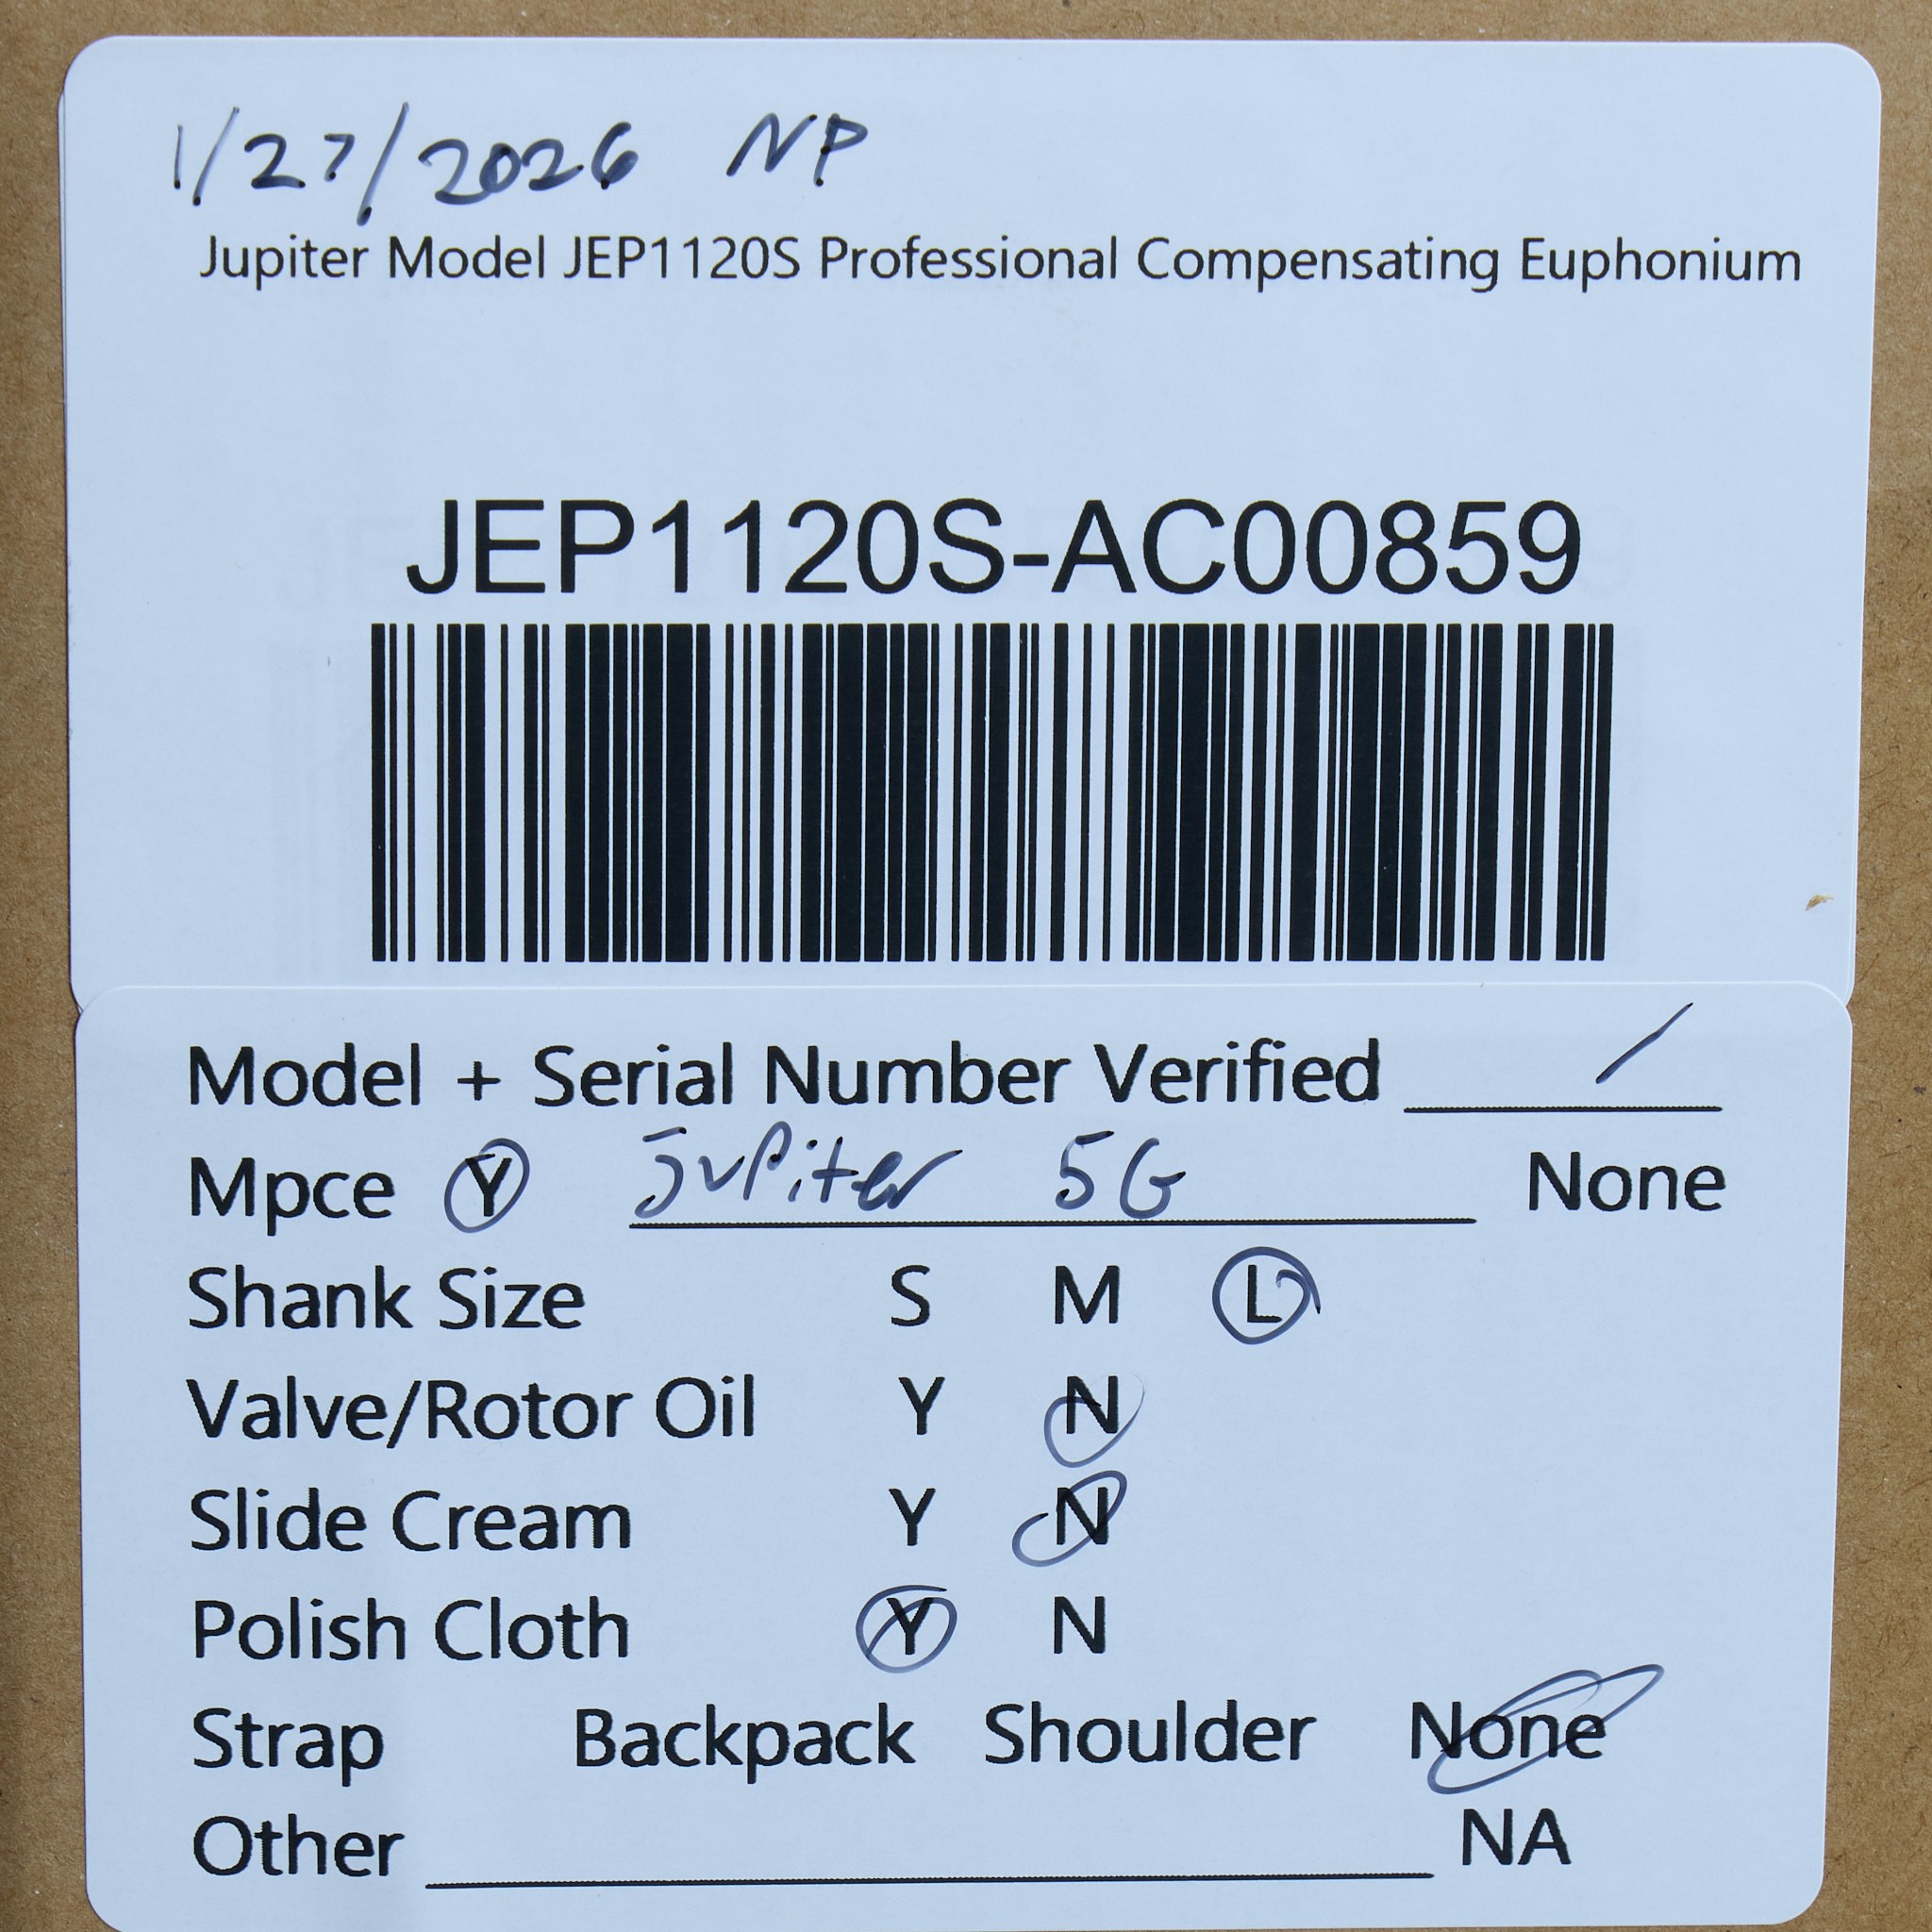 1/27/2026 NP
Jupiter Model JEP1120S Professional Compensating Euphonium
JEP1120S-AC00859
Model + Serial Number Verified /
Mpce Y Jupiter 5G None
Shank Size S M L
Valve/Rotor Oil Y N
Slide Cream Y N
Polish Cloth Y N
Strap Backpack Shoulder None
Other NA